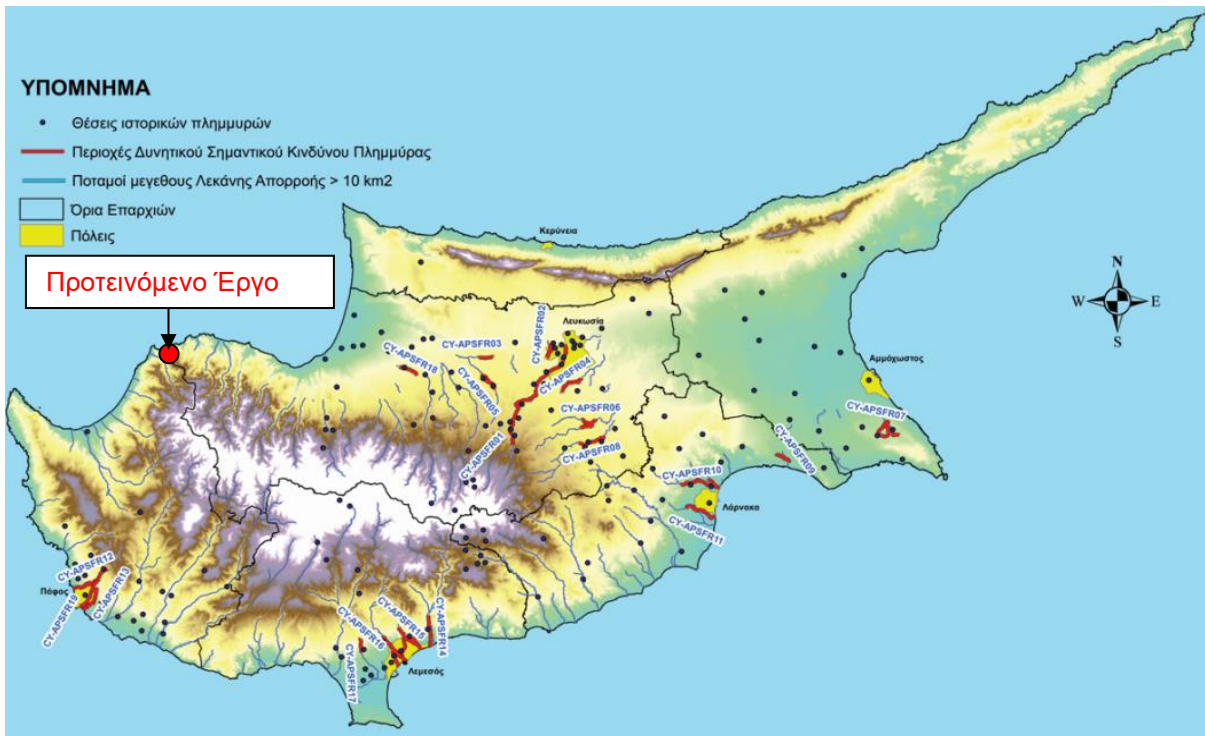 ΥΠΟΜΝΗΜΑ
Θέσεις ιστορικών πλημμυρών
Περιοχές Δυνητικού Σημαντικού Κινδύνου Πλημμύρας
Ποταμοί μεγεθους Λεκάνης Απορροής > 10 km2
Όρια Επαρχιών
Πόλεις
Προτεινόμενο Έργο
Κερύνεια
N
W E
S
CY-APSFR02
Λευκωσία
CY-APSFR03
CY-APSFR18
CY-APSFR04
CY-APSFR05
Αμμόχωστος
CY-APSFR06
CY-APSFR07
CY-APSFR01
CY-APSFR08
CY-APSFR09
CY-APSFR10
Λάρνακα
CY-APSFR11
CY-APSFR12
CY-APSFR13
Πάφος
CY-APSFR19
CY-APSFR15
CY-APSFR16
CY-APSFR14
CY-APSFR17
Λεμεσός